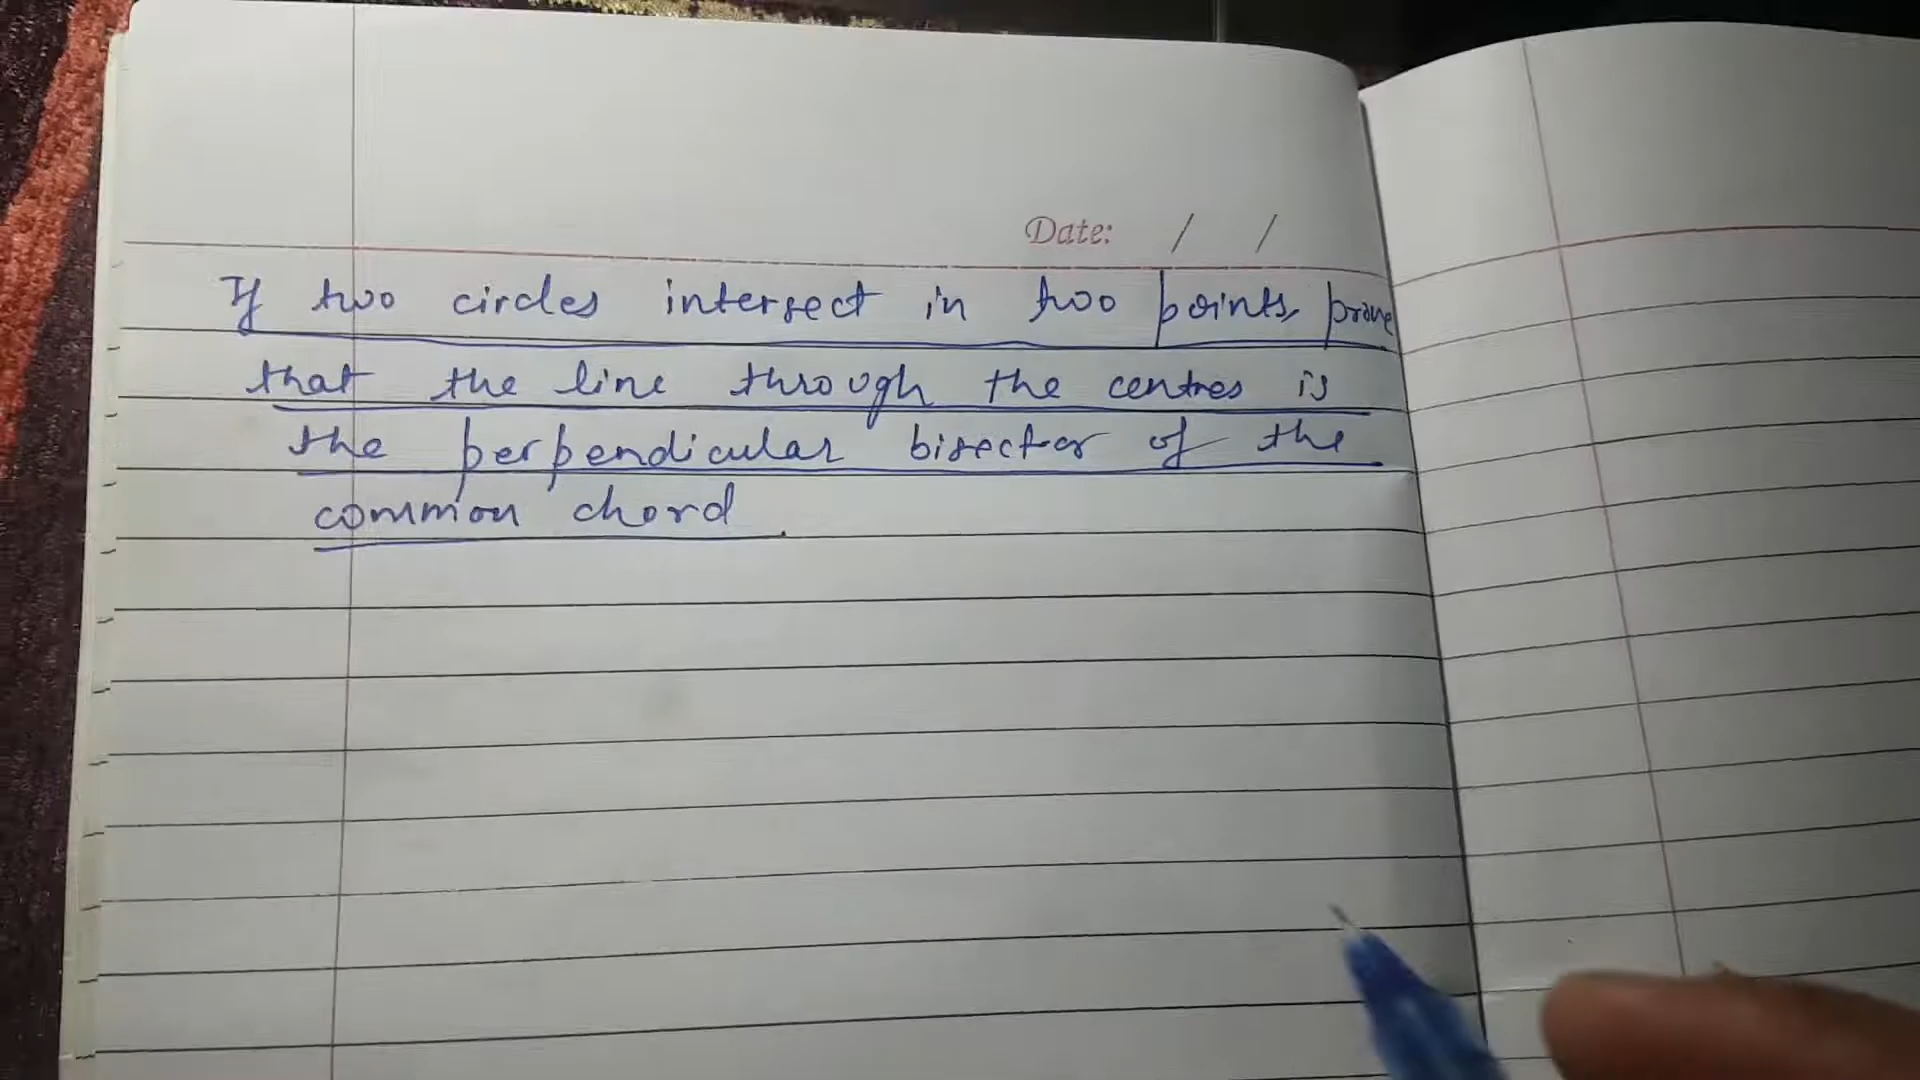 Date: / /
If two circles intersect in two points, prove
that the line through the centres is
the perpendicular bisector of the
common chord.